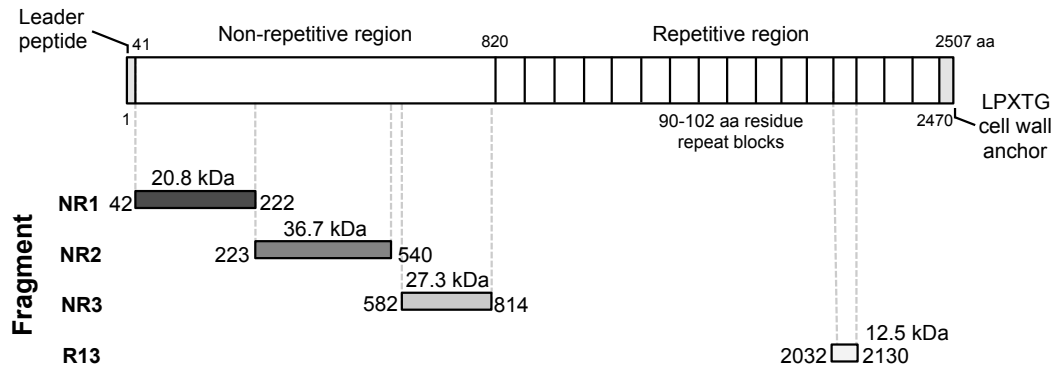 Leader
peptide
41
Non-repetitive region
820
Repetitive region
2507 aa
1
90-102 aa residue
repeat blocks
2470
LPXTG
cell wall
anchor
Fragment
20.8 kDa
NR1 42 222
36.7 kDa
NR2 223 540
27.3 kDa
NR3 582 814
12.5 kDa
R13 2032 2130